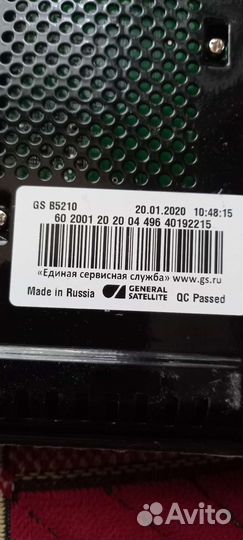 GS B5210 20.01.2020 10:48:15
60 2001 20 20 04 496 40192215
«Единая сервисная служба» www.gs.ru
Made in Russia GENERAL SATELLITE QC Passed
Avito